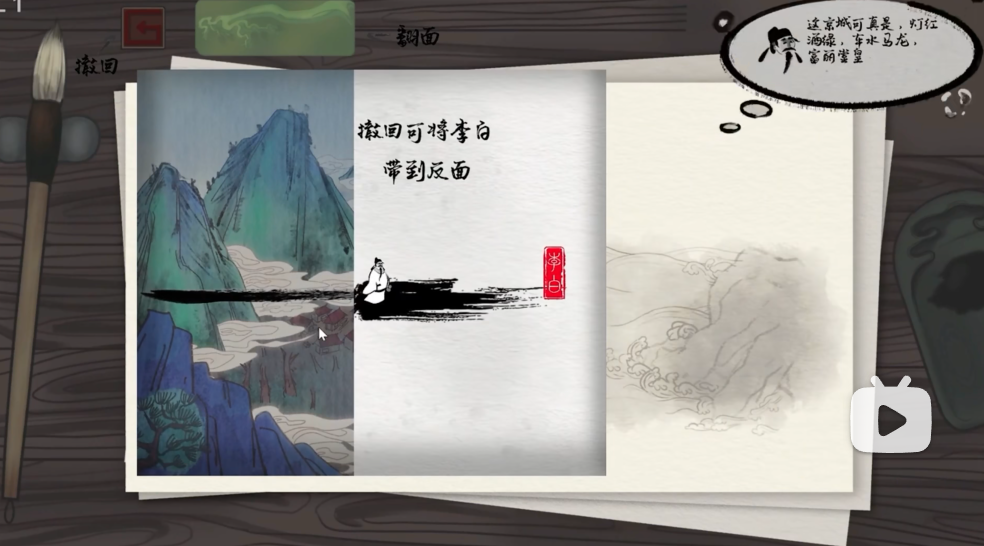 撤回
翻面
这京城可真是，灯红
酒绿，车水马龙，
富丽堂皇
撤回可将李白
带到反面
李白